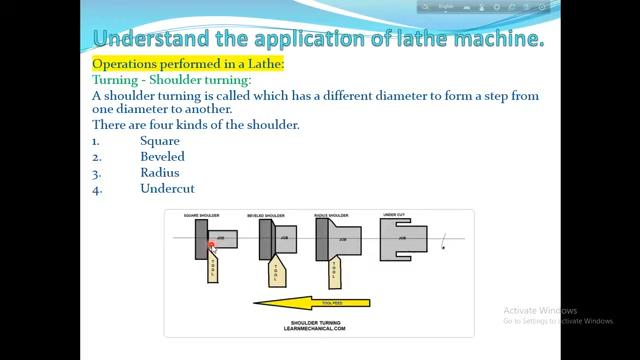 Understand the application of lathe machine.
Operations performed in a Lathe:
Turning - Shoulder turning:
A shoulder turning is called which has a different diameter to form a step from
one diameter to another.
There are four kinds of the shoulder.
1. Square
2. Beveled
3. Radius
4. Undercut
SQUARE SHOULDER BEVELED SHOULDER RADIUS SHOULDER UNDER CUT
JOB JOB JOB JOB
TOOL TOOL TOOL
TOOL FEED
SHOULDER TURNING
LEARNMECHANICAL.COM
Activate Windows
Go to Settings to activate Windows.